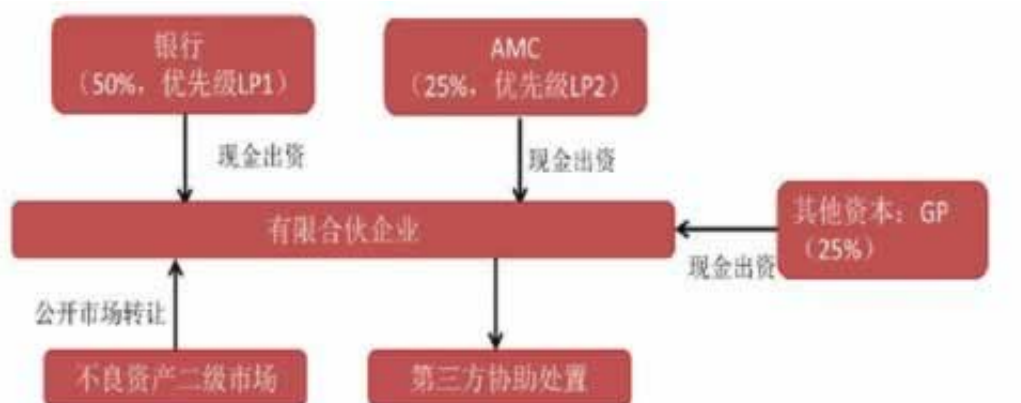 银行
（50%，优先级LP1）
AMC
（25%，优先级LP2）
现金出资
现金出资
有限合伙企业
其他资本：GP
（25%）
现金出资
公开市场转让
不良资产二级市场
第三方协助处置